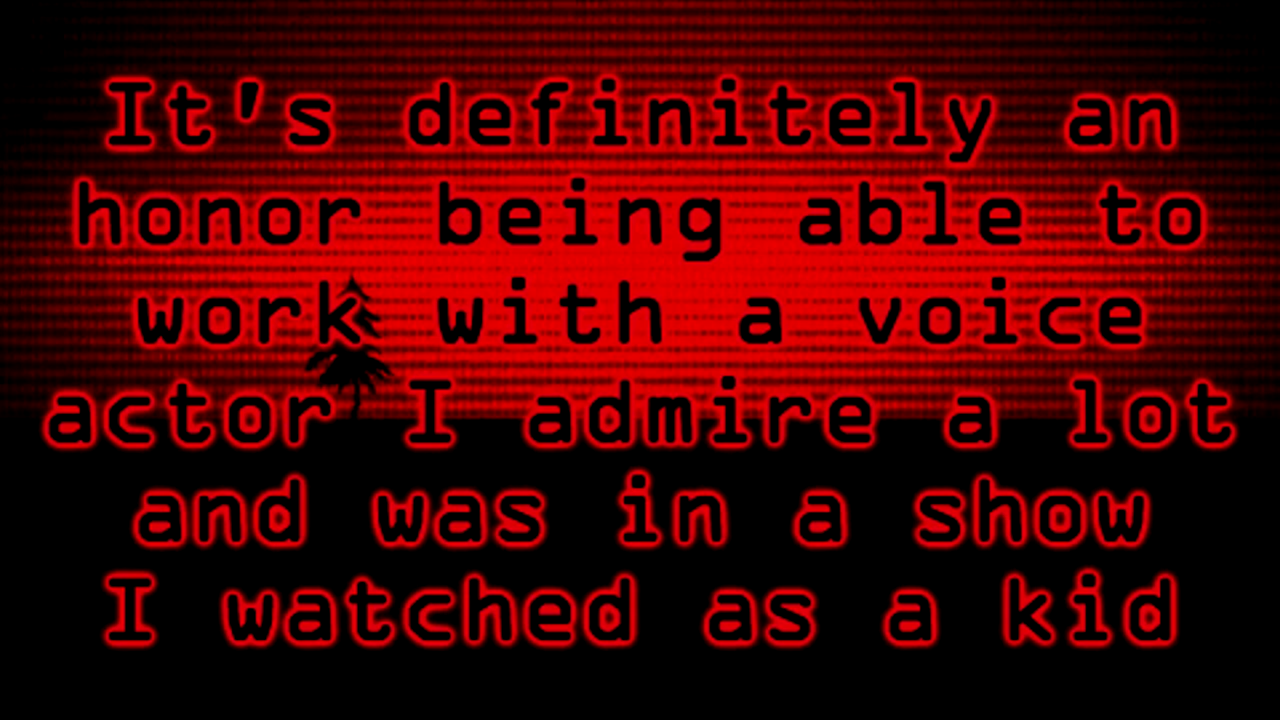 It's definitely an
honor being able to
work with a voice
actor I admire a lot
and was in a show
I watched as a kid